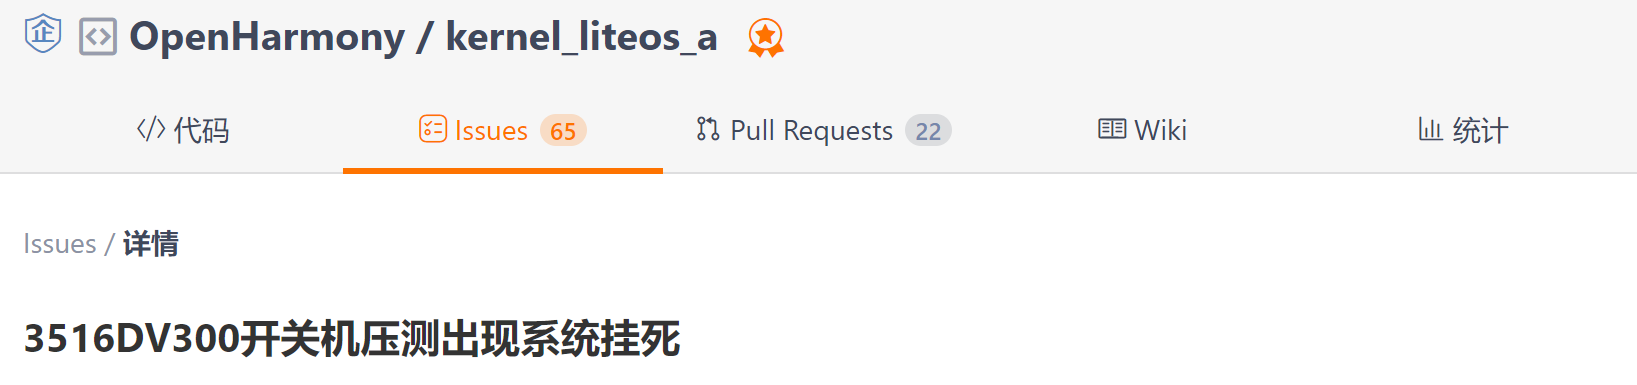 企 OpenHarmony / kernel_liteos_a
代码 Issues 65 Pull Requests 22 Wiki 统计
Issues / 详情
3516DV300开关机压测出现系统挂死